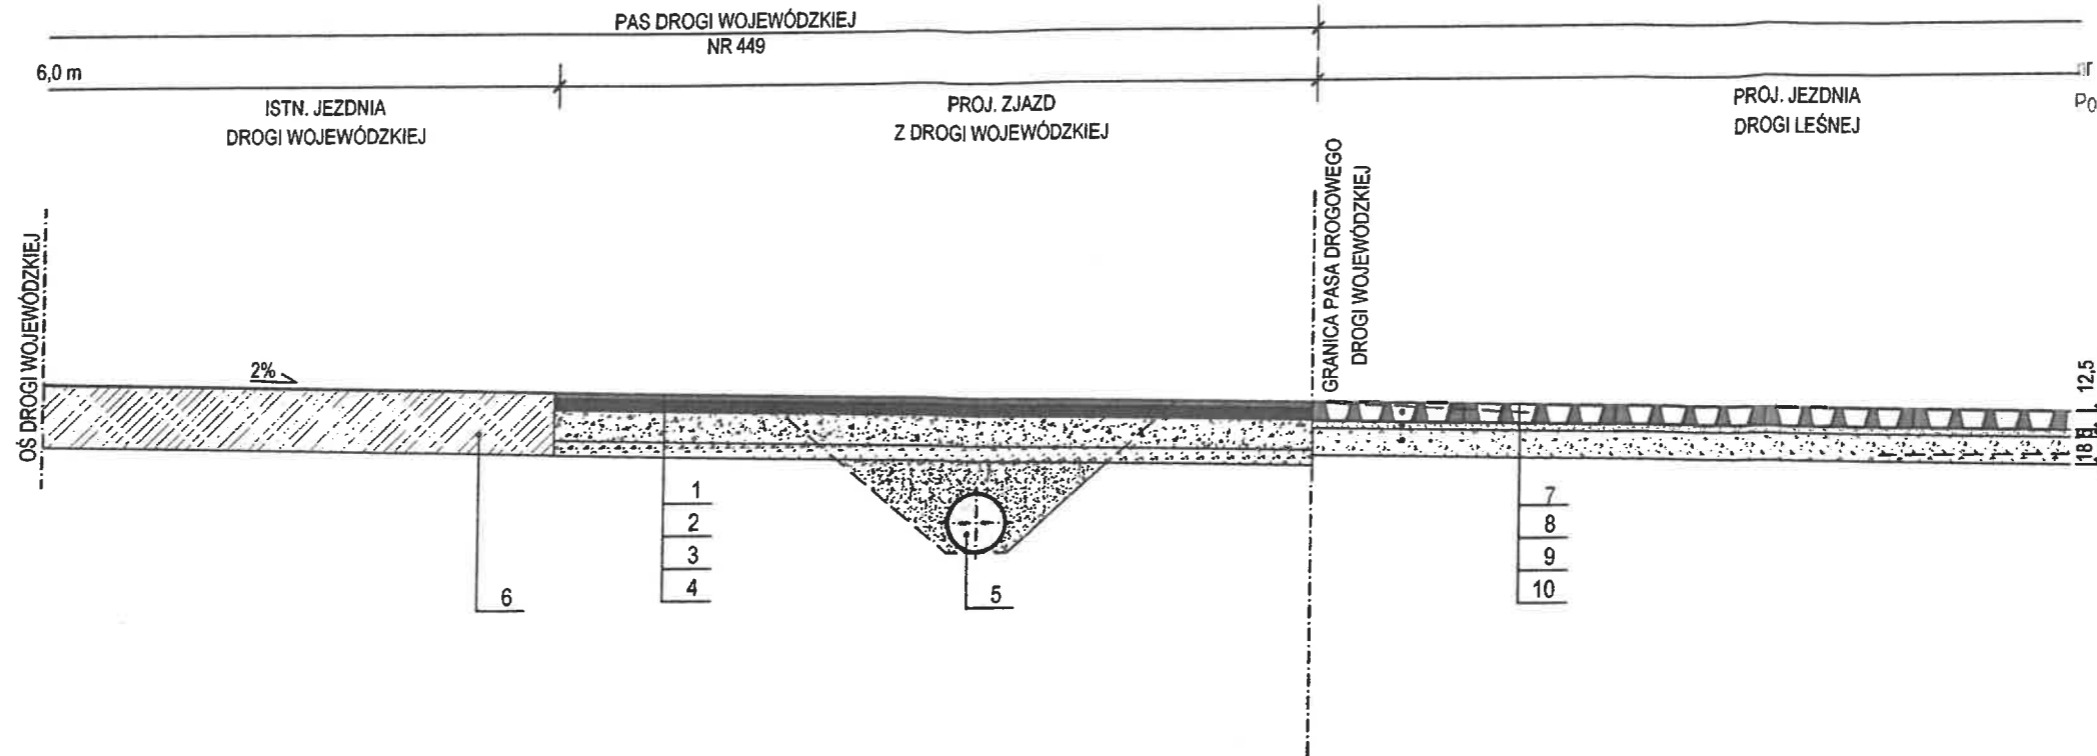 PAS DROGI WOJEWÓDZKIEJ
NR 449
6,0 m
ISTN. JEZDNIA
DROGI WOJEWÓDZKIEJ
PROJ. ZJAZD
Z DROGI WOJEWÓDZKIEJ
PROJ. JEZDNIA
DROGI LEŚNEJ
nr
Po
OŚ DROGI WOJEWÓDZKIEJ
GRANICA PASA DROGOWEGO
DROGI WOJEWÓDZKIEJ
2%
12,5
18
1
2
3
4
5
6
7
8
9
10